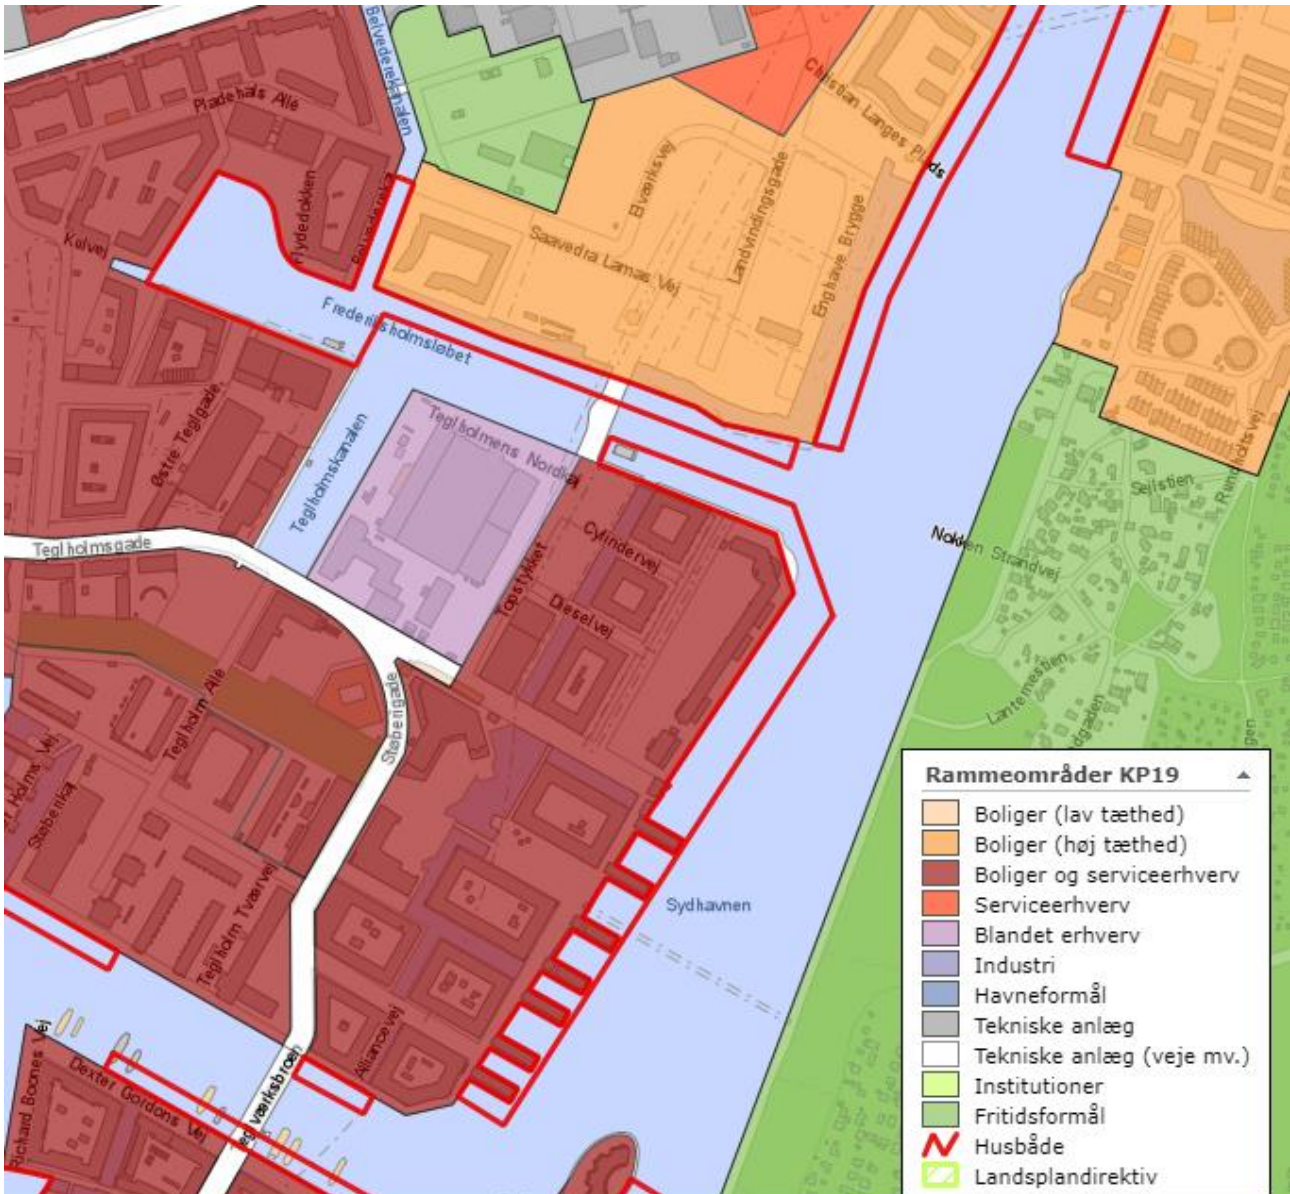 Belvederekanalen
Pladehals Allé
Christian Langes Plads
Elværksvej
Landvindingsgade
Flydedokken
Kulvej
Saavedra Lamas Vej
Enghave Brygge
Frederiksholmsløbet
Østre Teglgade
Teglholmskanalen
Teglholmens Nordkaj
Sejlstien
Teglholmsgade
Cylindervej
Nokken Strandvej
Topstykket
Dieselvej
Lanternestien
Støberigade
Teglholm Allé
Støberikaj
Teglholm Tværvej
Sydhavnen
Alliancevej
Teglværksbroen
Richard Boones Vej
Dexter Gordons Vej
Rammeområder KP19
Boliger (lav tæthed)
Boliger (høj tæthed)
Boliger og serviceerhverv
Serviceerhverv
Blandet erhverv
Industri
Havneformål
Tekniske anlæg
Tekniske anlæg (veje mv.)
Institutioner
Fritidsformål
Husbåde
Landsplandirektiv